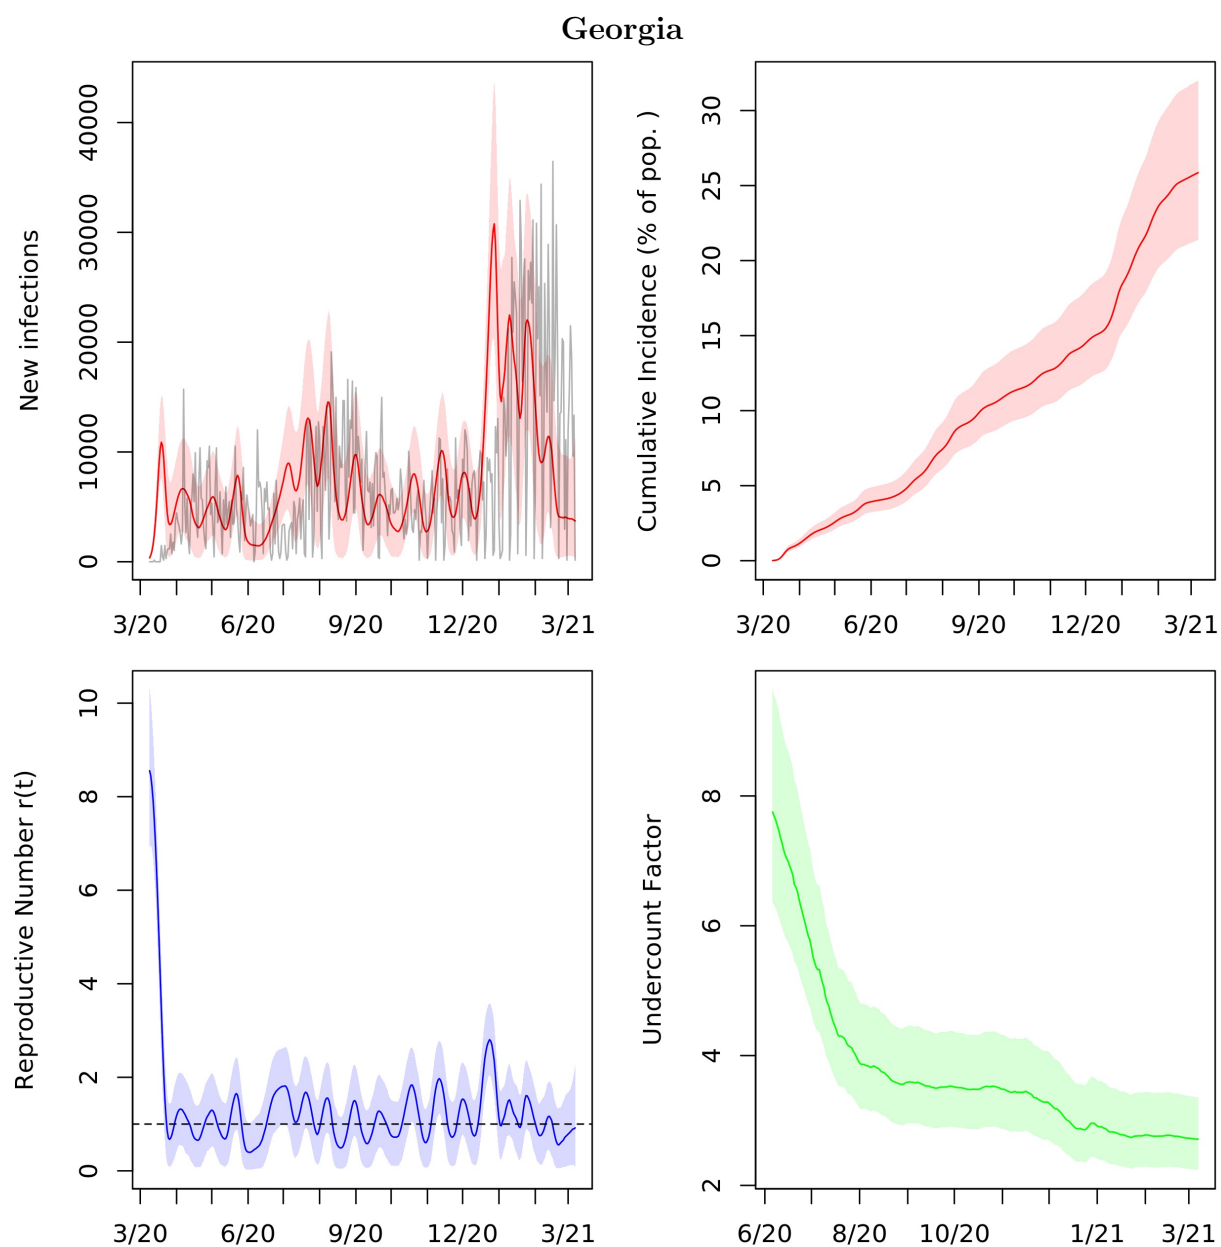 Georgia
New infections
0
10000
20000
30000
40000
3/20 6/20 9/20 12/20 3/21
Cumulative Incidence (% of pop. )
0
5
10
15
20
25
30
3/20 6/20 9/20 12/20 3/21
Reproductive Number r(t)
0
2
4
6
8
10
3/20 6/20 9/20 12/20 3/21
Undercount Factor
2
4
6
8
6/20 8/20 10/20 1/21 3/21